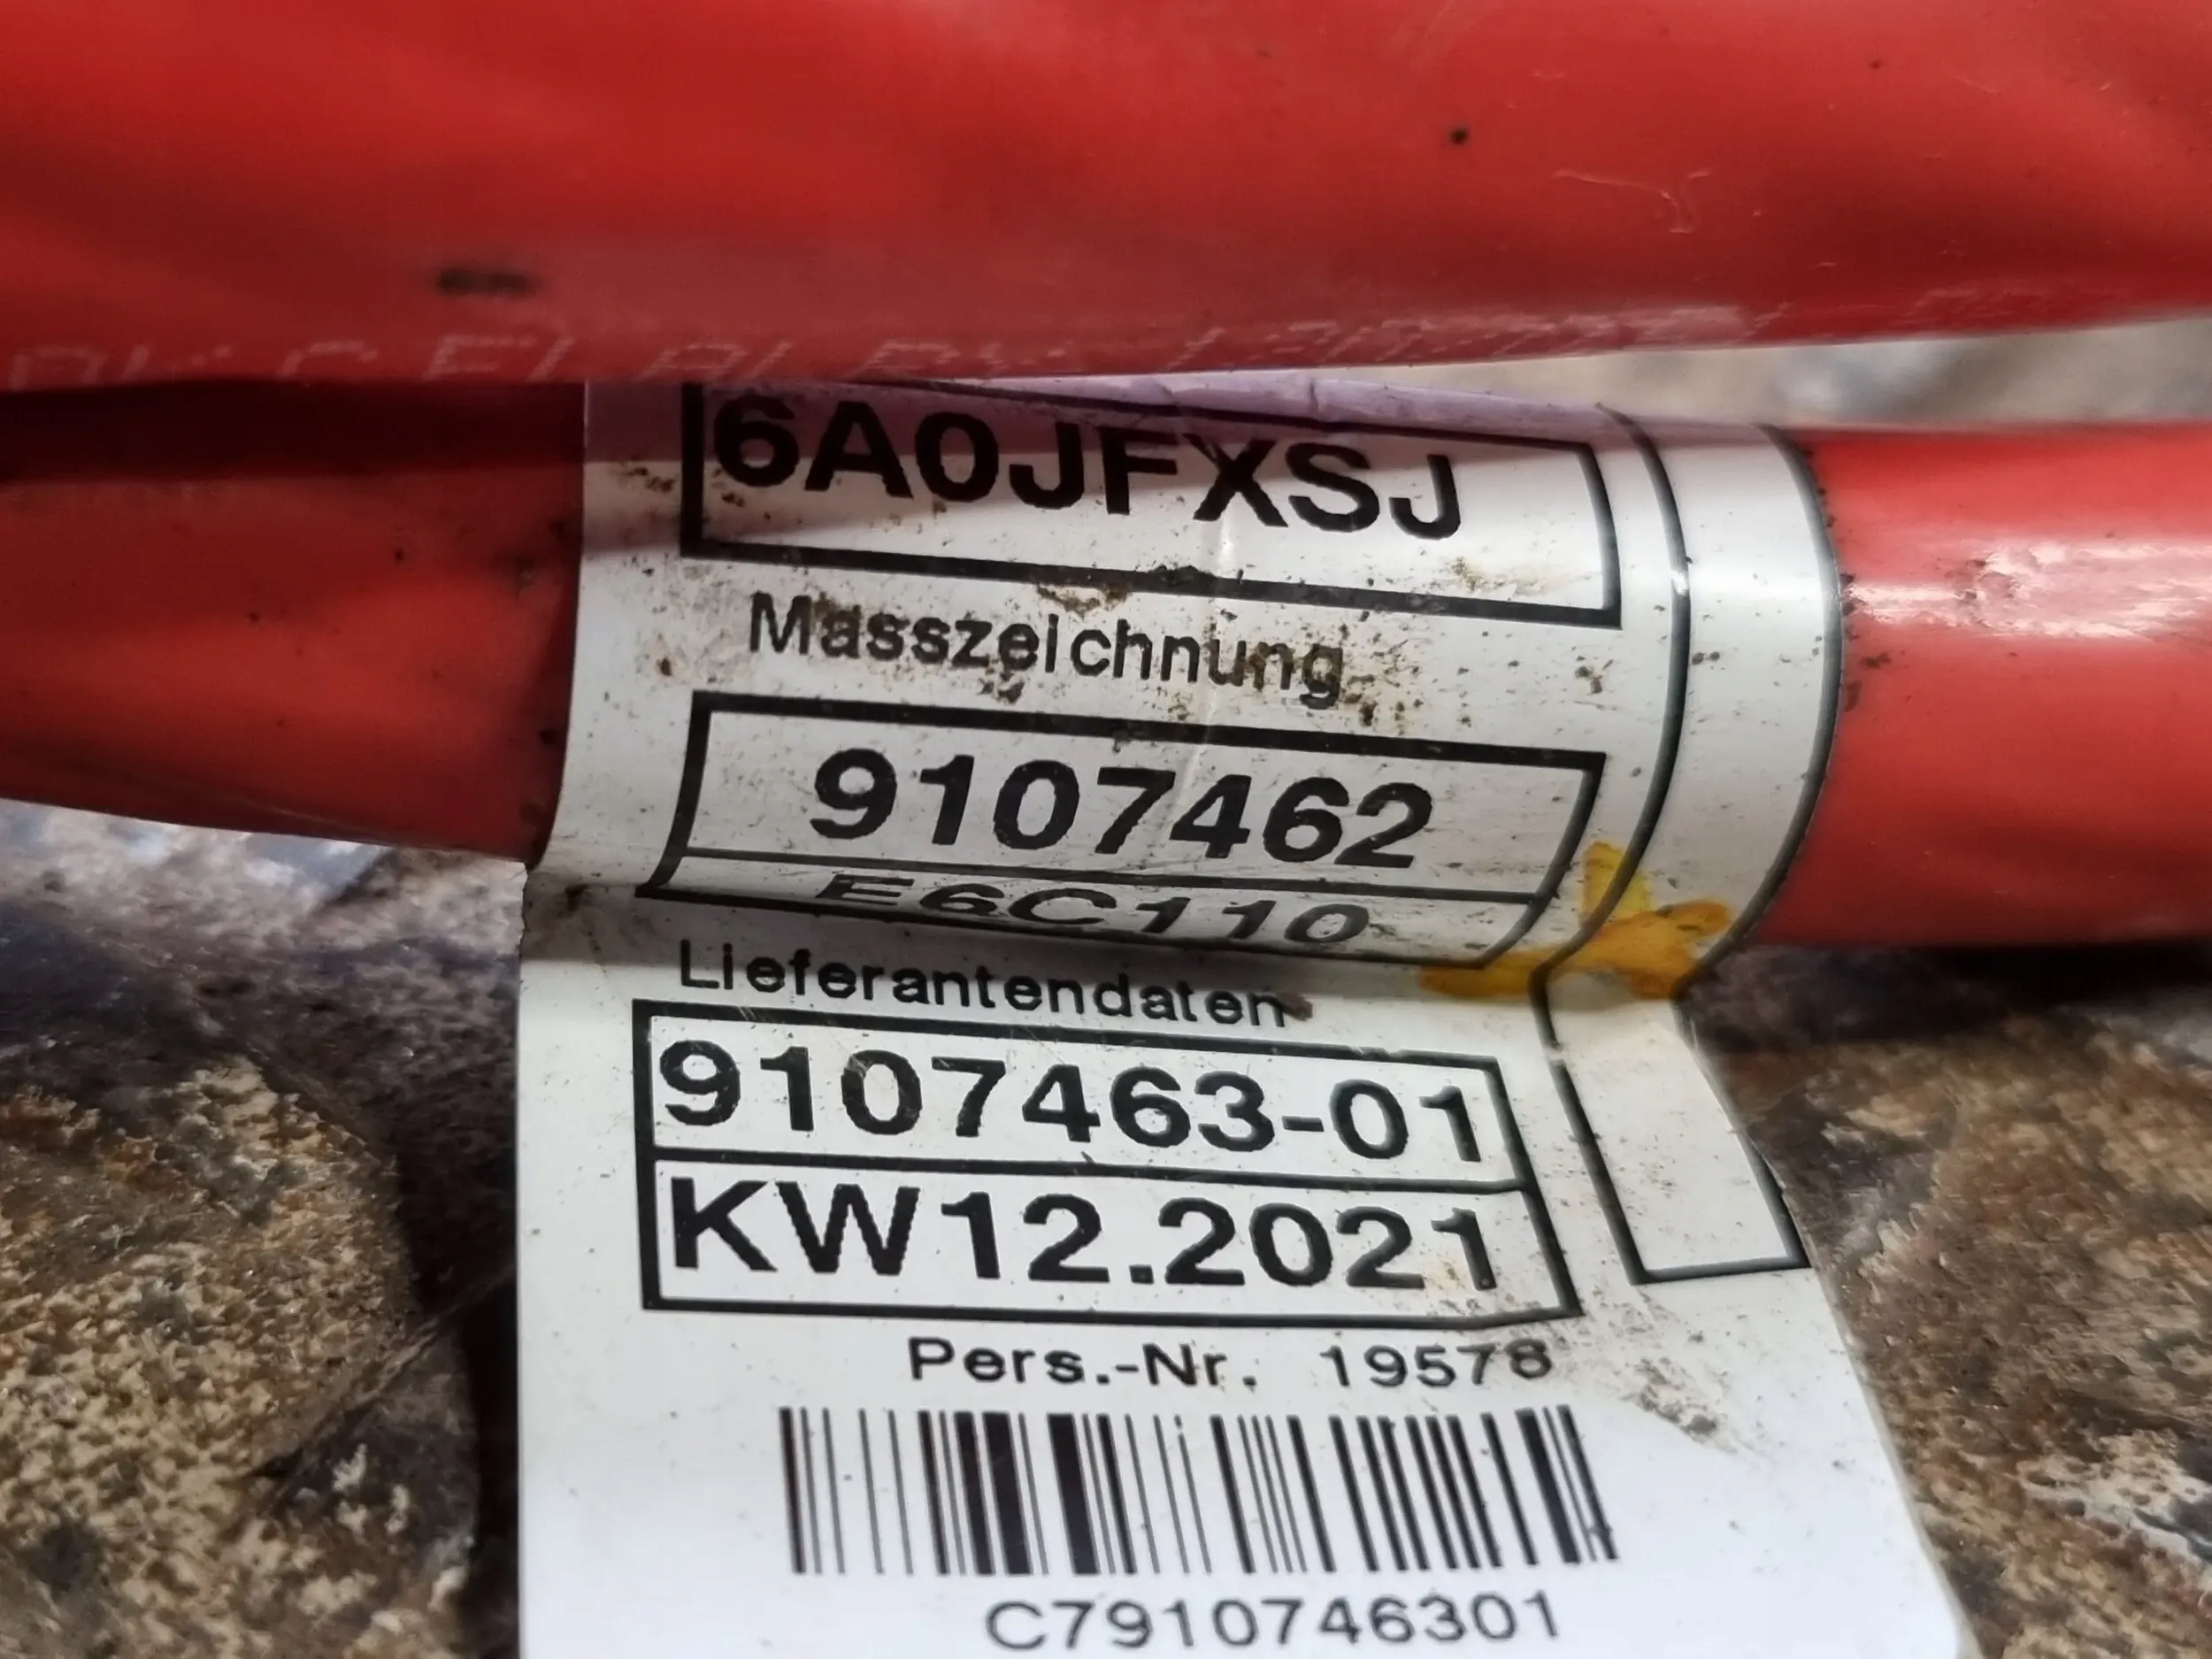 6A0JFXSJ
Masszeichnung
9107462
E6C110
Lieferantendaten
9107463-01
KW12.2021
Pers.-Nr. 19578
C7910746301